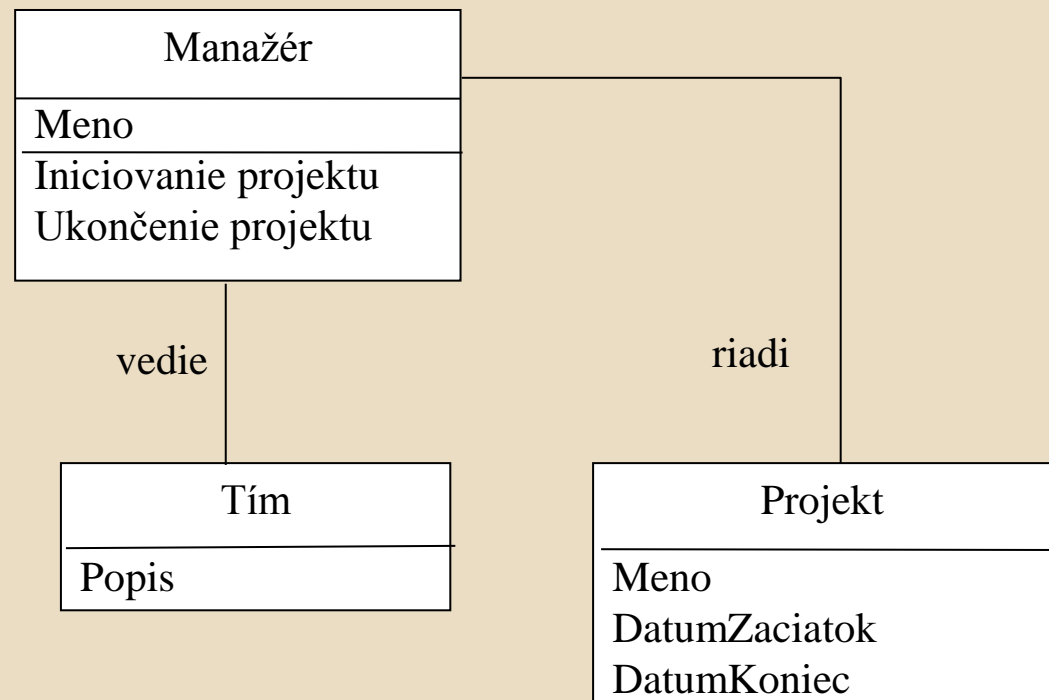 Manažér
Meno
Iniciovanie projektu
Ukončenie projektu
vedie
riadi
Tím
Popis
Projekt
Meno
DatumZaciatok
DatumKoniec